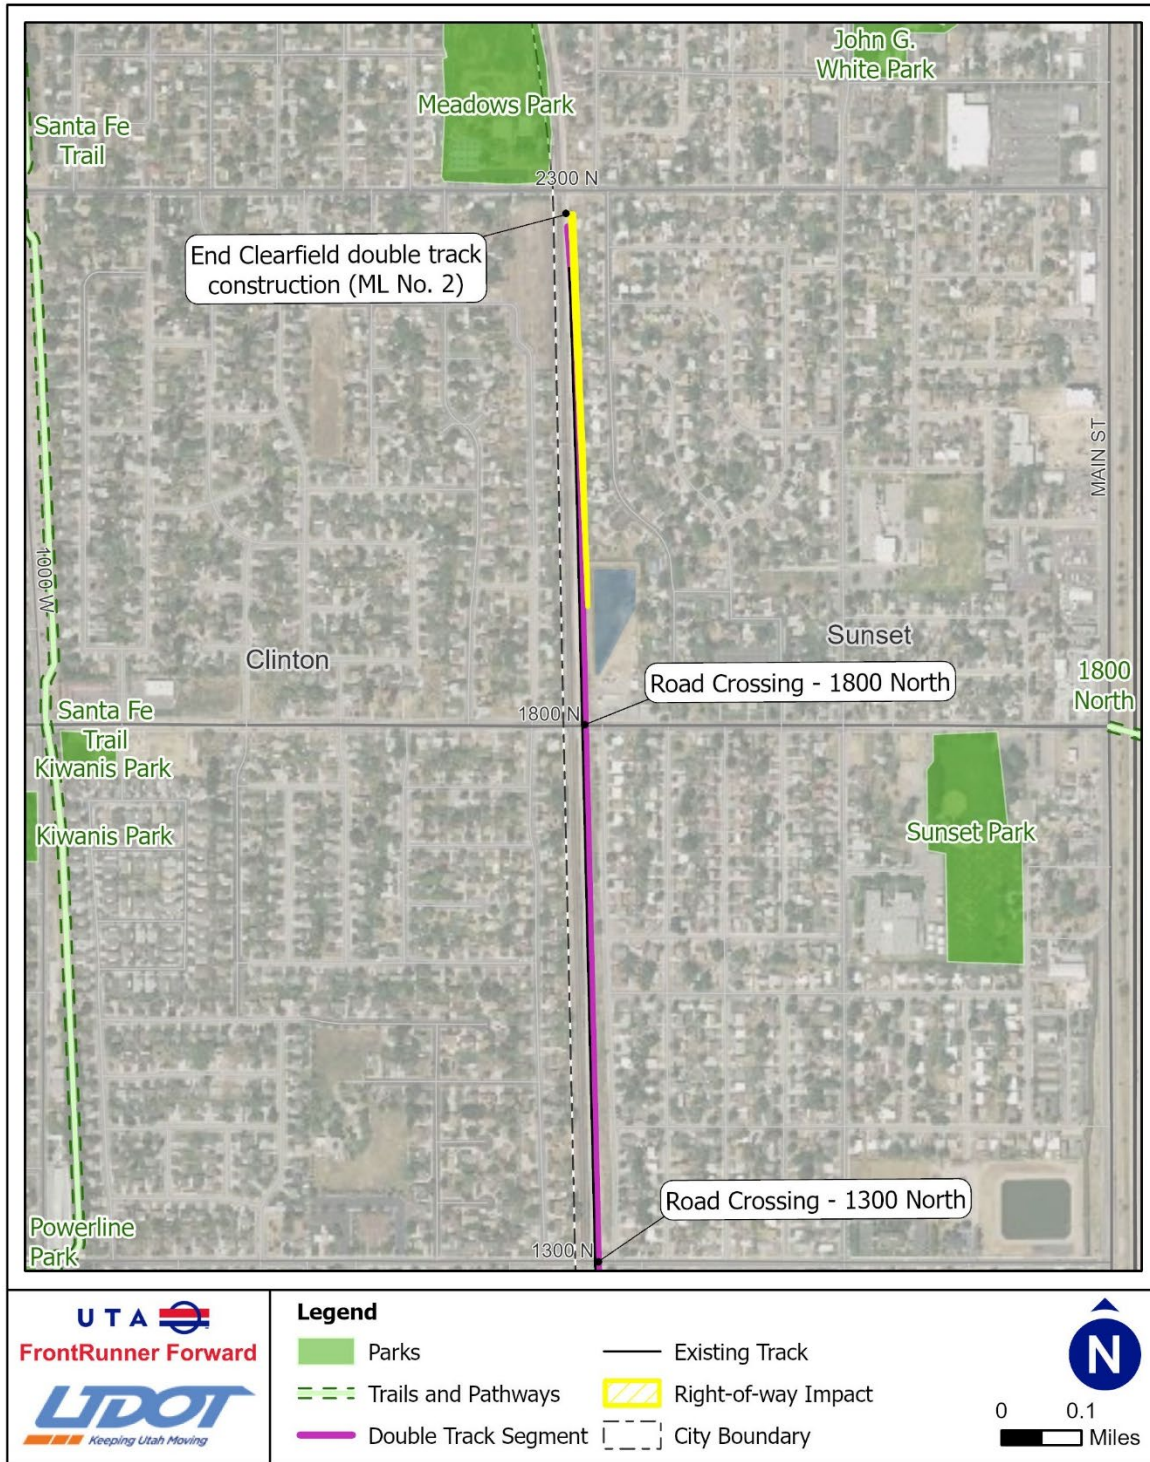 John G.
White Park
Meadows Park
Santa Fe
Trail
2300 N
End Clearfield double track
construction (ML No. 2)
MAIN ST
1000 W
Sunset
Clinton
Road Crossing - 1800 North
1800
North
1800 N
Santa Fe
Trail
Kiwanis Park
Kiwanis Park
Sunset Park
Road Crossing - 1300 North
Powerline
Park
1300 N
UTA
FrontRunner Forward
UDOT
Keeping Utah Moving
Legend
Parks
Trails and Pathways
Double Track Segment
Existing Track
Right-of-way Impact
City Boundary
N
0 0.1
Miles